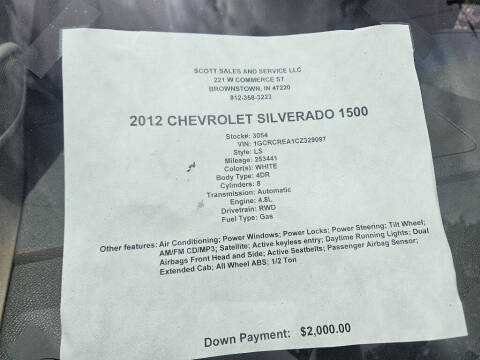 SCOTT SALES AND SERVICE LLC
221 W COMMERCE ST
BROWNSTOWN, IN 47220
812-358-3223
2012 CHEVROLET SILVERADO 1500
Stock#: 3054
VIN: 1GCRCREA1CZ329097
Style: LS
Mileage: 253441
Color(s): WHITE
Body Type: 4DR
Cylinders: 8
Transmission: Automatic
Engine: 4.8L
Drivetrain: RWD
Fuel Type: Gas
Other features: Air Conditioning; Power Windows; Power Locks; Power Steering; Tilt Wheel;
AM/FM CD/MP3; Satellite; Active keyless entry; Daytime Running Lights; Dual
Airbags Front Head and Side; Active Seatbelts; Passenger Airbag Sensor;
Extended Cab; All Wheel ABS; 1/2 Ton
Down Payment: $2,000.00